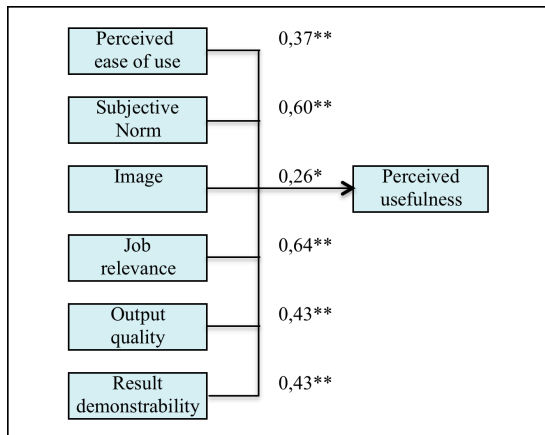 Perceived
ease of use
0,37**
Subjective
Norm
0,60**
Image
0,26*
Perceived
usefulness
Job
relevance
0,64**
Output
quality
0,43**
Result
demonstrability
0,43**